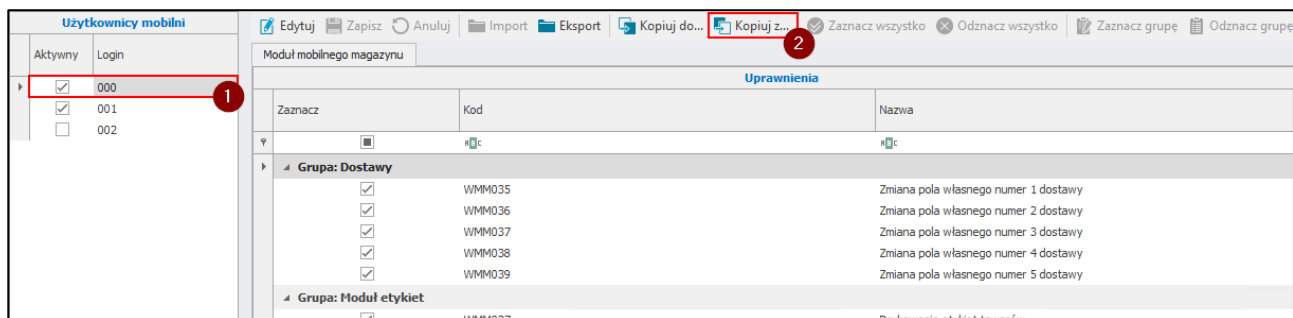 Użytkownicy mobilni
Edytuj Zapisz Anuluj Import Eksport Kopiuj do... Kopiuj z... Zaznacz wszystko Odznacz wszystko Zaznacz grupę Odznacz grupę
2
Aktywny Login
Moduł mobilnego magazynu
Uprawnienia
000
1
001
002
Zaznacz Kod Nazwa
Grupa: Dostawy
WMM035 Zmiana pola własnego numer 1 dostawy
WMM036 Zmiana pola własnego numer 2 dostawy
WMM037 Zmiana pola własnego numer 3 dostawy
WMM038 Zmiana pola własnego numer 4 dostawy
WMM039 Zmiana pola własnego numer 5 dostawy
Grupa: Moduł etykiet